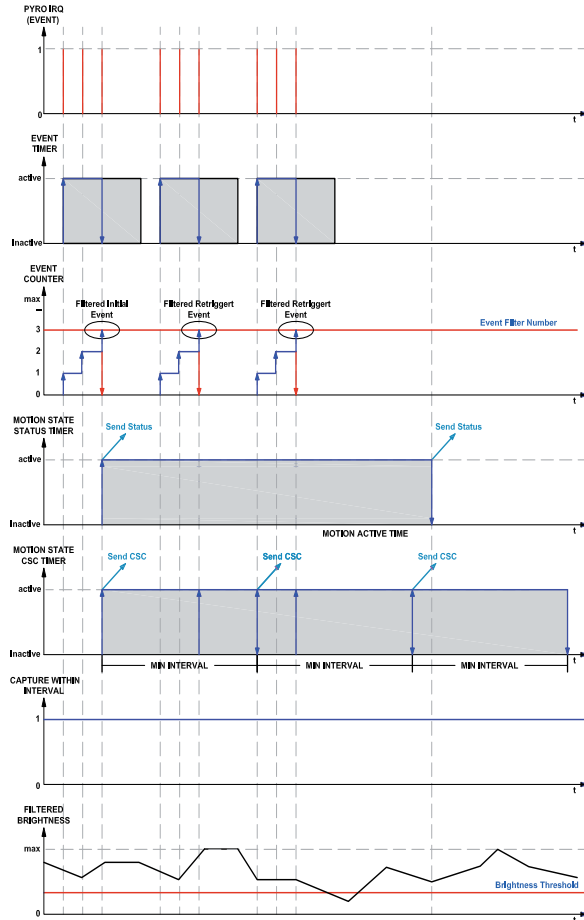 PYRO IRQ
(EVENT)
1
0
t
EVENT
TIMER
active
Inactive
t
EVENT
COUNTER
max
Filtered Initial
Event
Filtered Retriggert
Event
Filtered Retriggert
Event
3
Event Filter Number
2
1
0
t
MOTION STATE
STATUS TIMER
Send Status
Send Status
active
Inactive
t
MOTION ACTIVE TIME
MOTION STATE
CSC TIMER
Send CSC
Send CSC
Send CSC
active
Inactive
t
MIN INTERVAL
MIN INTERVAL
MIN INTERVAL
CAPTURE WITHIN
INTERVAL
1
0
t
FILTERED
BRIGHTNESS
max
Brightness Threshold
0
t